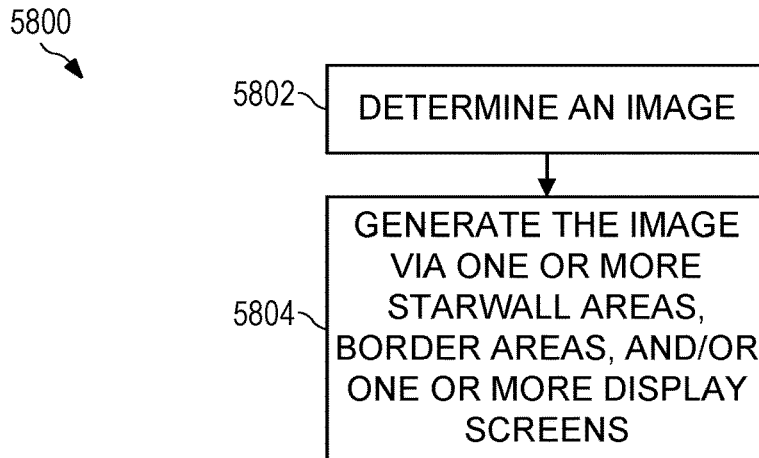 5800
5802
DETERMINE AN IMAGE
5804
GENERATE THE IMAGE
VIA ONE OR MORE
STARWALL AREAS,
BORDER AREAS, AND/OR
ONE OR MORE DISPLAY
SCREENS